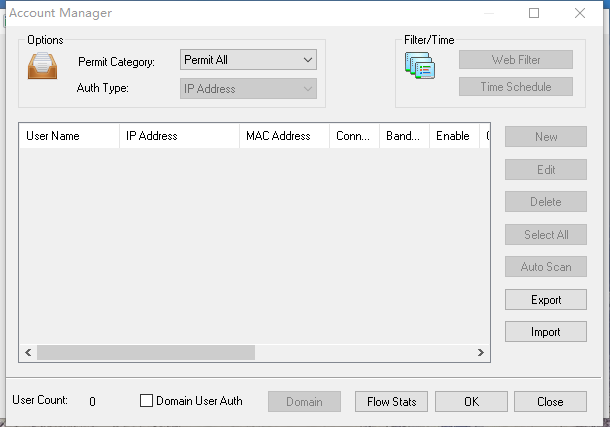 Account Manager
Options
Permit Category: Permit All
Auth Type: IP Address
Filter/Time
Web Filter
Time Schedule
User Name IP Address MAC Address Conn... Band... Enable
New
Edit
Delete
Select All
Auto Scan
Export
Import
User Count: 0 Domain User Auth Domain Flow Stats OK Close